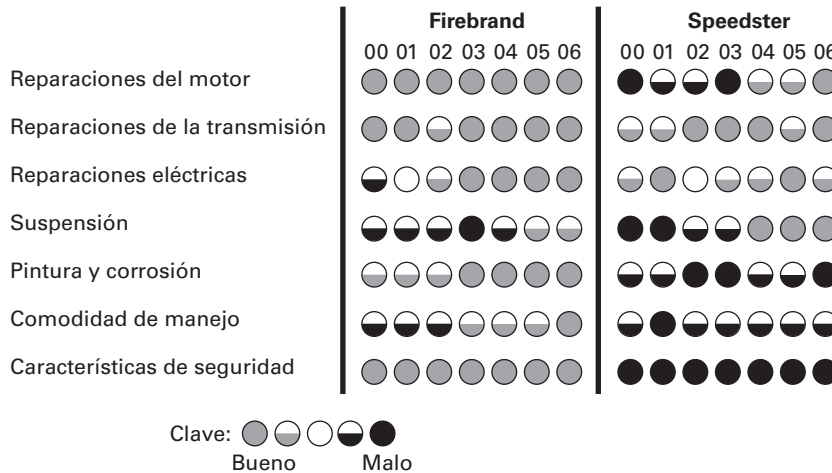 Firebrand Speedster
00 01 02 03 04 05 06 00 01 02 03 04 05 06
Reparaciones del motor
Reparaciones de la transmisión
Reparaciones eléctricas
Suspensión
Pintura y corrosión
Comodidad de manejo
Características de seguridad
Clave:
Bueno Malo